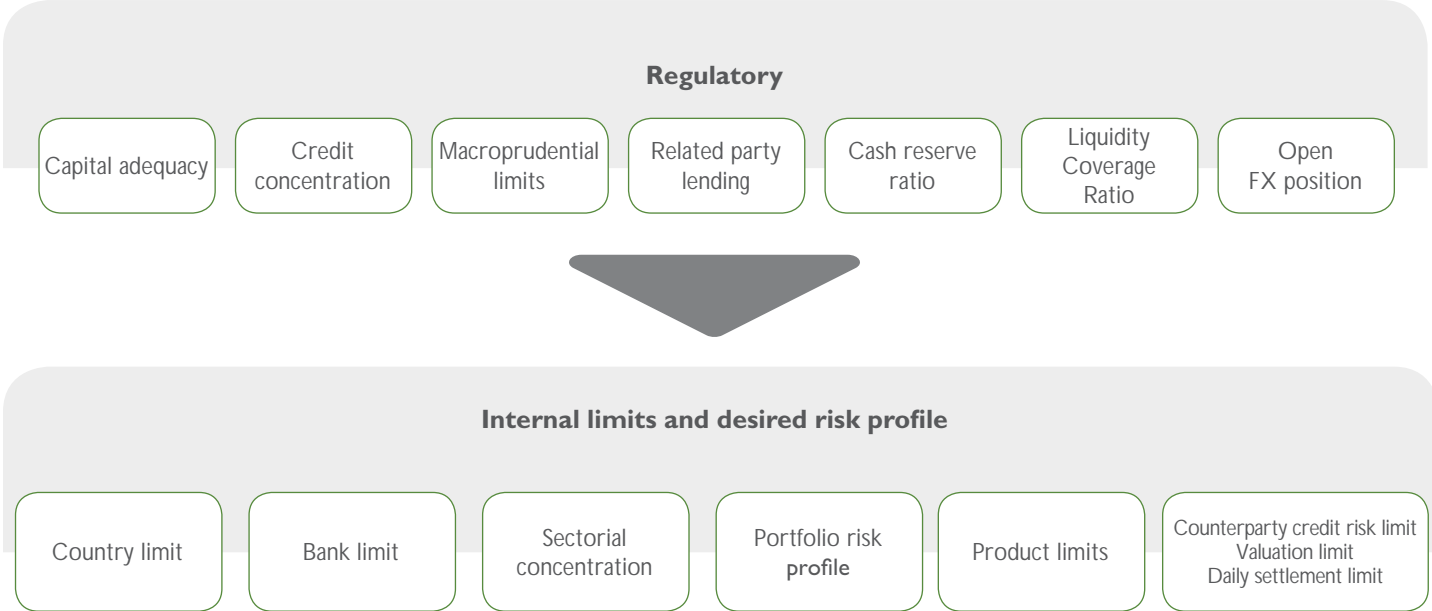 Regulatory
Capital adequacy
Credit
concentration
Macroprudential
limits
Related party
lending
Cash reserve
ratio
Liquidity
Coverage
Ratio
Open
FX position
Internal limits and desired risk profile
Country limit
Bank limit
Sectorial
concentration
Portfolio risk
profile
Product limits
Counterparty credit risk limit
Valuation limit
Daily settlement limit